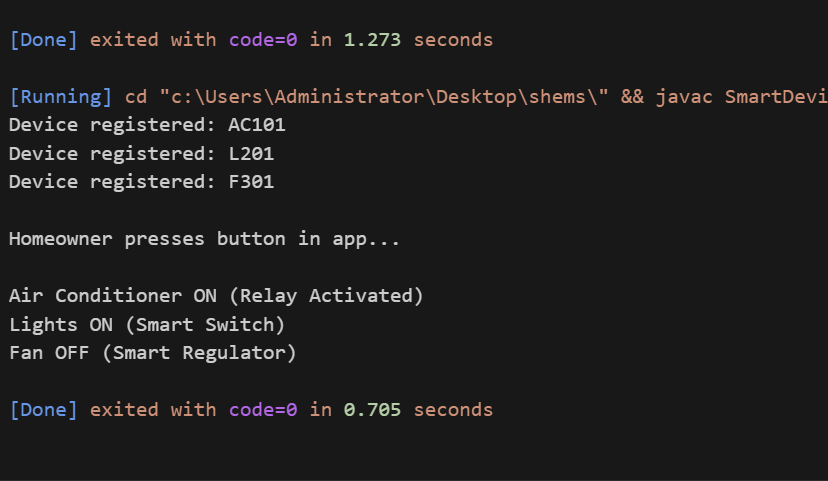 [Done] exited with code=0 in 1.273 seconds
[Running] cd "c:\Users\Administrator\Desktop\shems\" && javac SmartDevi
Device registered: AC101
Device registered: L201
Device registered: F301
Homeowner presses button in app...
Air Conditioner ON (Relay Activated)
Lights ON (Smart Switch)
Fan OFF (Smart Regulator)
[Done] exited with code=0 in 0.705 seconds